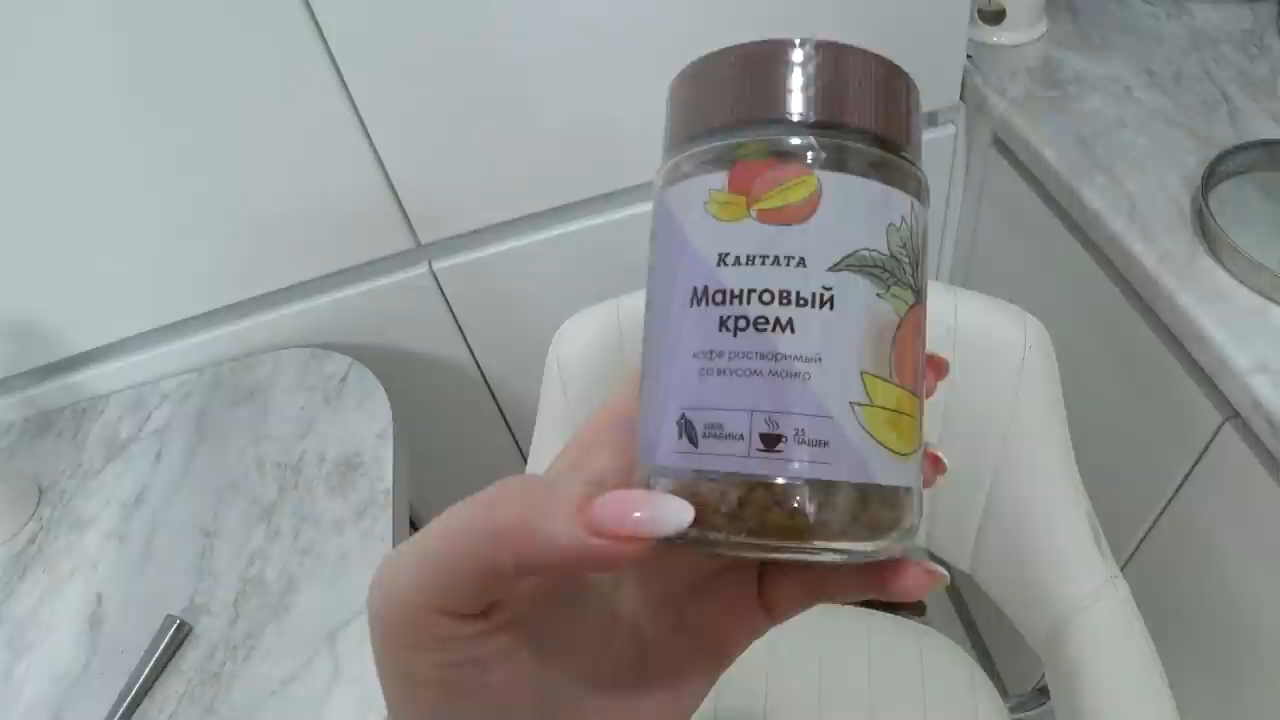 Кантата
Манговый
крем
кофе растворимый
со вкусом манго
100%
АРАБИКА
25
ЧАШЕК